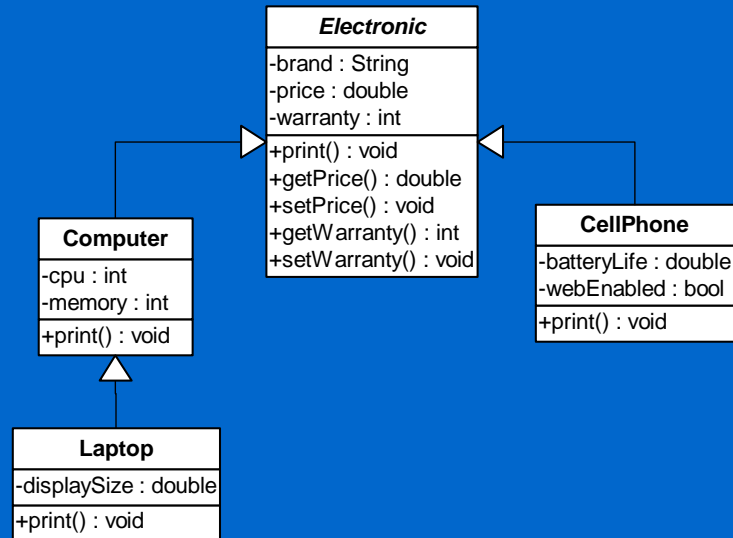 Electronic
-brand : String
-price : double
-warranty : int
+print() : void
+getPrice() : double
+setPrice() : void
+getWarranty() : int
+setWarranty() : void
Computer
-cpu : int
-memory : int
+print() : void
CellPhone
-batteryLife : double
-webEnabled : bool
+print() : void
Laptop
-displaySize : double
+print() : void